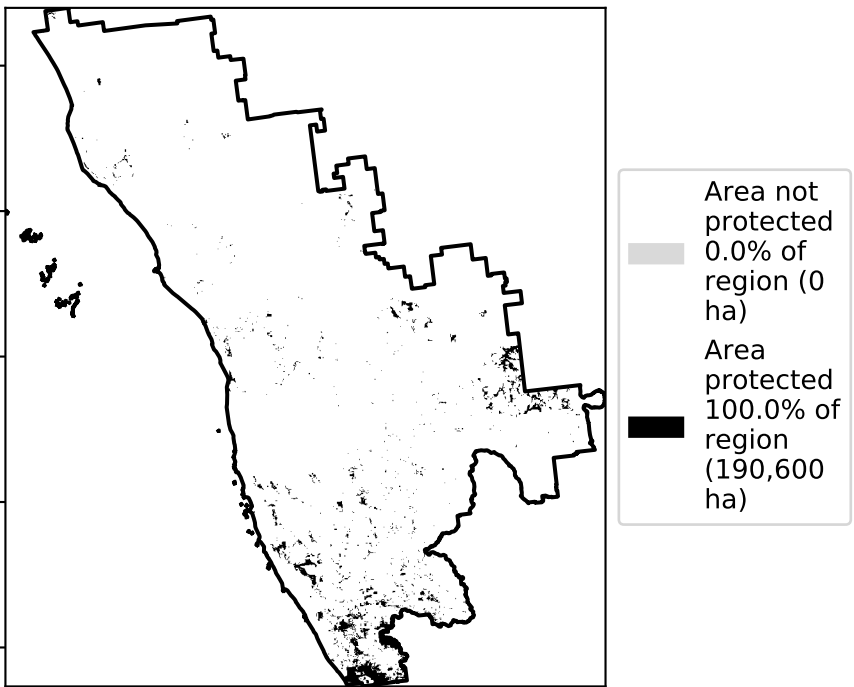 Area not
protected
0.0% of
region (0
ha)
Area
protected
100.0% of
region
(190,600
ha)